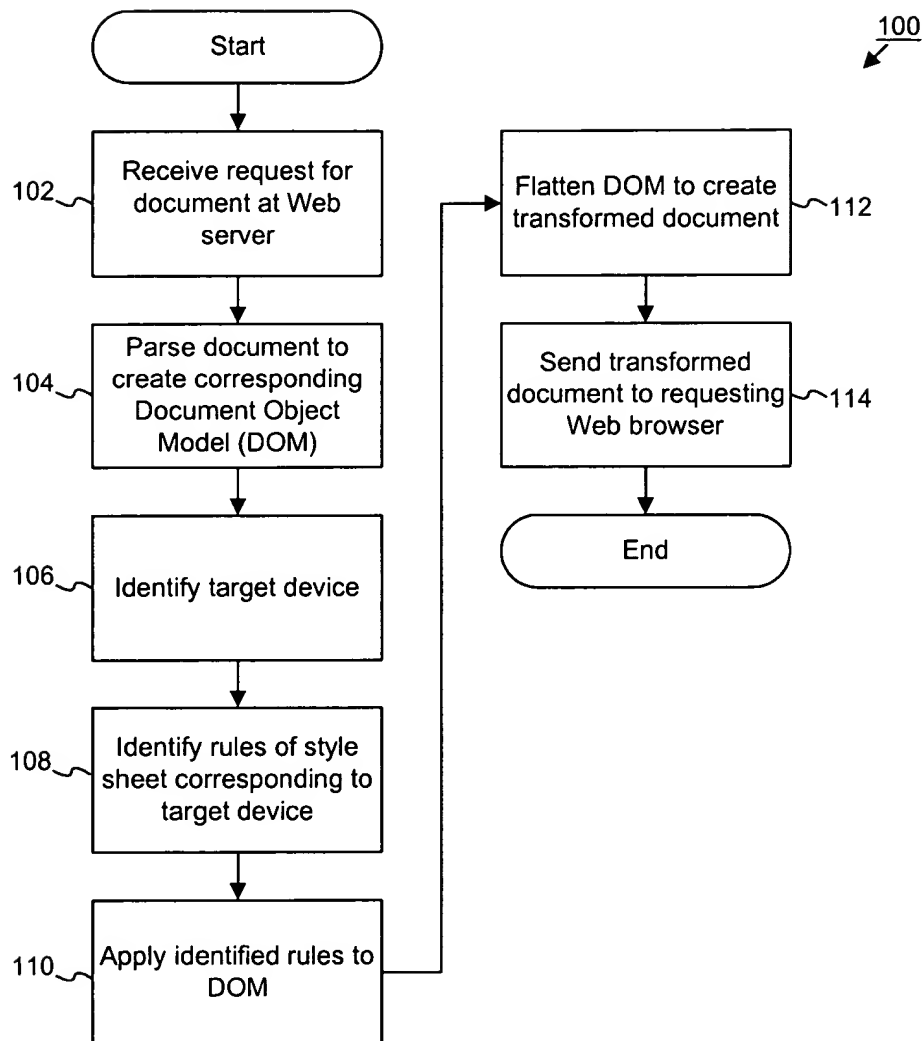 Start
100
102
Receive request for
document at Web
server
104
Parse document to
create corresponding
Document Object
Model (DOM)
106
Identify target device
108
Identify rules of style
sheet corresponding to
target device
110
Apply identified rules to
DOM
Flatten DOM to create
transformed document
112
Send transformed
document to requesting
Web browser
114
End